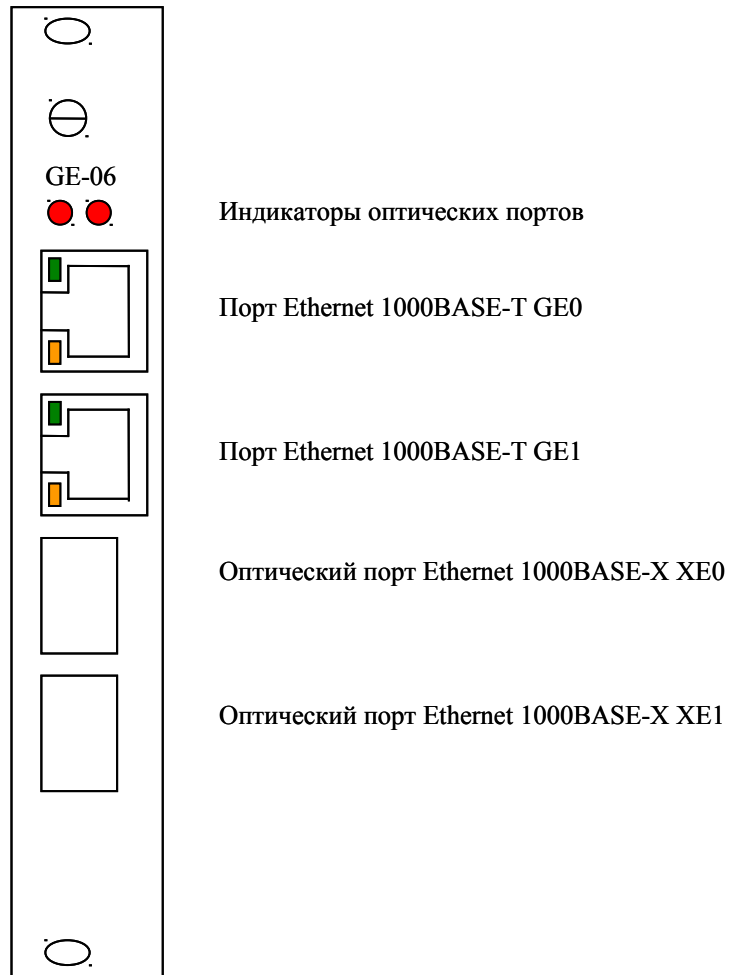 GE-06
Индикаторы оптических портов
Порт Ethernet 1000BASE-T GE0
Порт Ethernet 1000BASE-T GE1
Оптический порт Ethernet 1000BASE-X XE0
Оптический порт Ethernet 1000BASE-X XE1